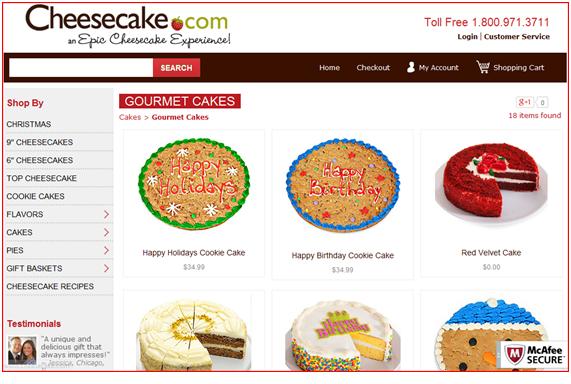 Cheesecake.com
an Epic Cheesecake Experience!
Toll Free 1.800.971.3711
Login | Customer Service
SEARCH
Home Checkout My Account Shopping Cart
Shop By
CHRISTMAS
9" CHEESECAKES
6" CHEESECAKES
TOP CHEESECAKE
COOKIE CAKES
FLAVORS
CAKES
PIES
GIFT BASKETS
CHEESECAKE RECIPES
Testimonials
"A unique and
delicious gift that
always impresses!"
– Jessica, Chicago,
GOURMET CAKES
g+1 0
Cakes > Gourmet Cakes
18 items found
Happy
Holidays
Happy Holidays Cookie Cake
$34.99
Happy
Birthday
Happy Birthday Cookie Cake
$34.99
Red Velvet Cake
$0.00
HAPPY
BIRTHDAY
McAfee
SECURE™